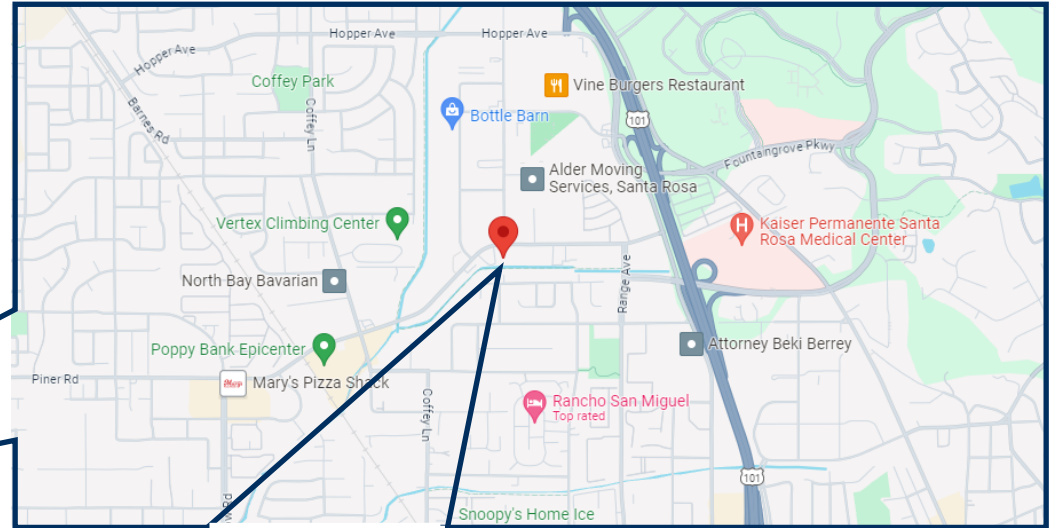 Hopper Ave
Hopper Ave
Hopper Ave
Coffey Park
Vine Burgers Restaurant
Barnes Rd
Coffey Ln
Bottle Barn
101
Fountaingrove Pkwy
Alder Moving
Services, Santa Rosa
Vertex Climbing Center
Kaiser Permanente Santa
Rosa Medical Center
H
North Bay Bavarian
Range Ave
Poppy Bank Epicenter
Attorney Beki Berrey
Piner Rd
Mary's Pizza Shack
Coffey Ln
Rancho San Miguel
Top rated
101
Snoopy's Home Ice